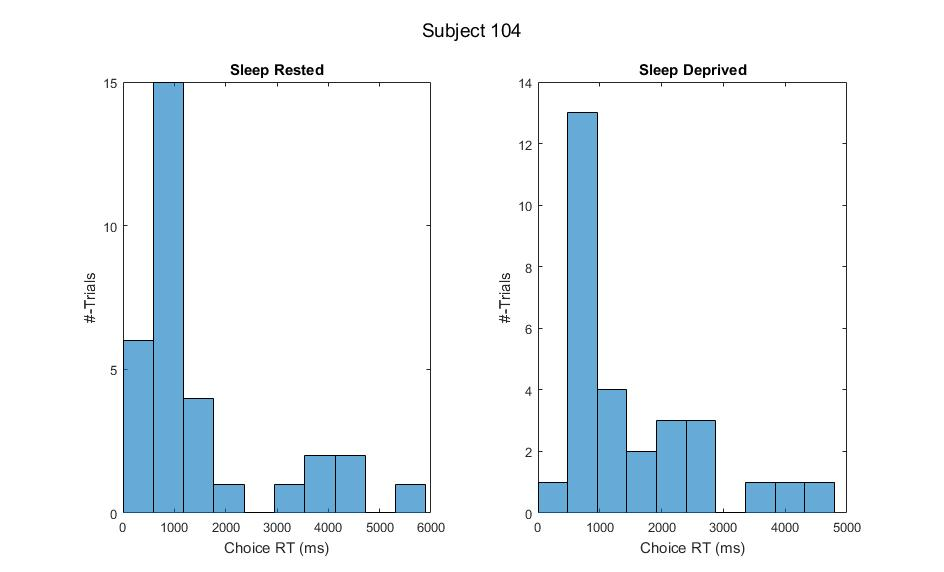 Subject 104
Sleep Rested
15
10
5
0
0 1000 2000 3000 4000 5000 6000
Choice RT (ms)
#-Trials
Sleep Deprived
14
12
10
8
6
4
2
0
0 1000 2000 3000 4000 5000
Choice RT (ms)
#-Trials